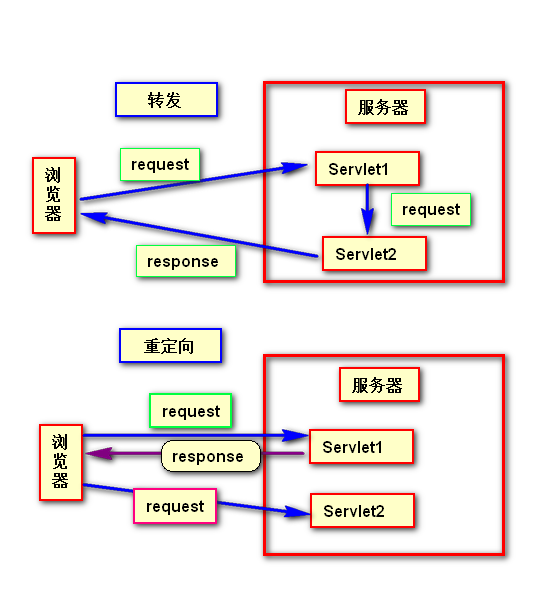 转发
服务器
request
Servlet1
浏
览
器
request
Servlet2
response
重定向
服务器
request
浏
览
器
Servlet1
response
request
Servlet2